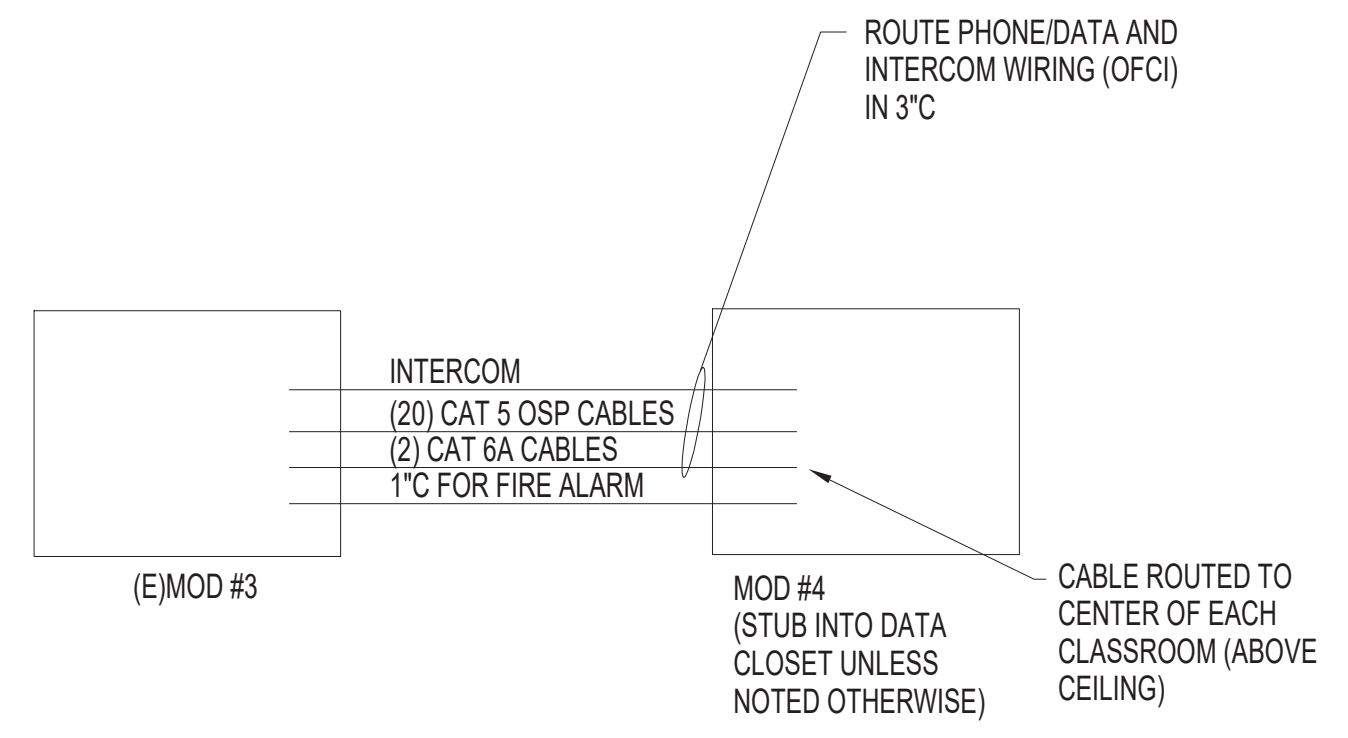 ROUTE PHONE/DATA AND
INTERCOM WIRING (OFCI)
IN 3"C
INTERCOM
(20) CAT 5 OSP CABLES
(2) CAT 6A CABLES
1"C FOR FIRE ALARM
(E)MOD #3
MOD #4
(STUB INTO DATA
CLOSET UNLESS
NOTED OTHERWISE)
CABLE ROUTED TO
CENTER OF EACH
CLASSROOM (ABOVE
CEILING)